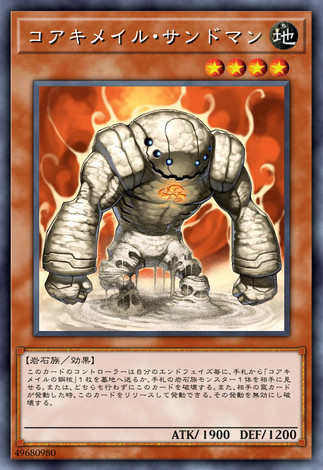 コアキメイル・サンドマン 地
【岩石族／効果】
このカードのコントローラーは自分のエンドフェイズ毎に、手札から「コアキ
メイルの鋼核」１枚を墓地へ送るか、手札の岩石族モンスター１体を相手に見
せる。または、どちらも行わずにこのカードを破壊する。また、相手の罠カード
が発動した時、このカードをリリースして発動できる。その発動を無効にし破
壊する。
ATK/ 1900 DEF/ 1200
49680980